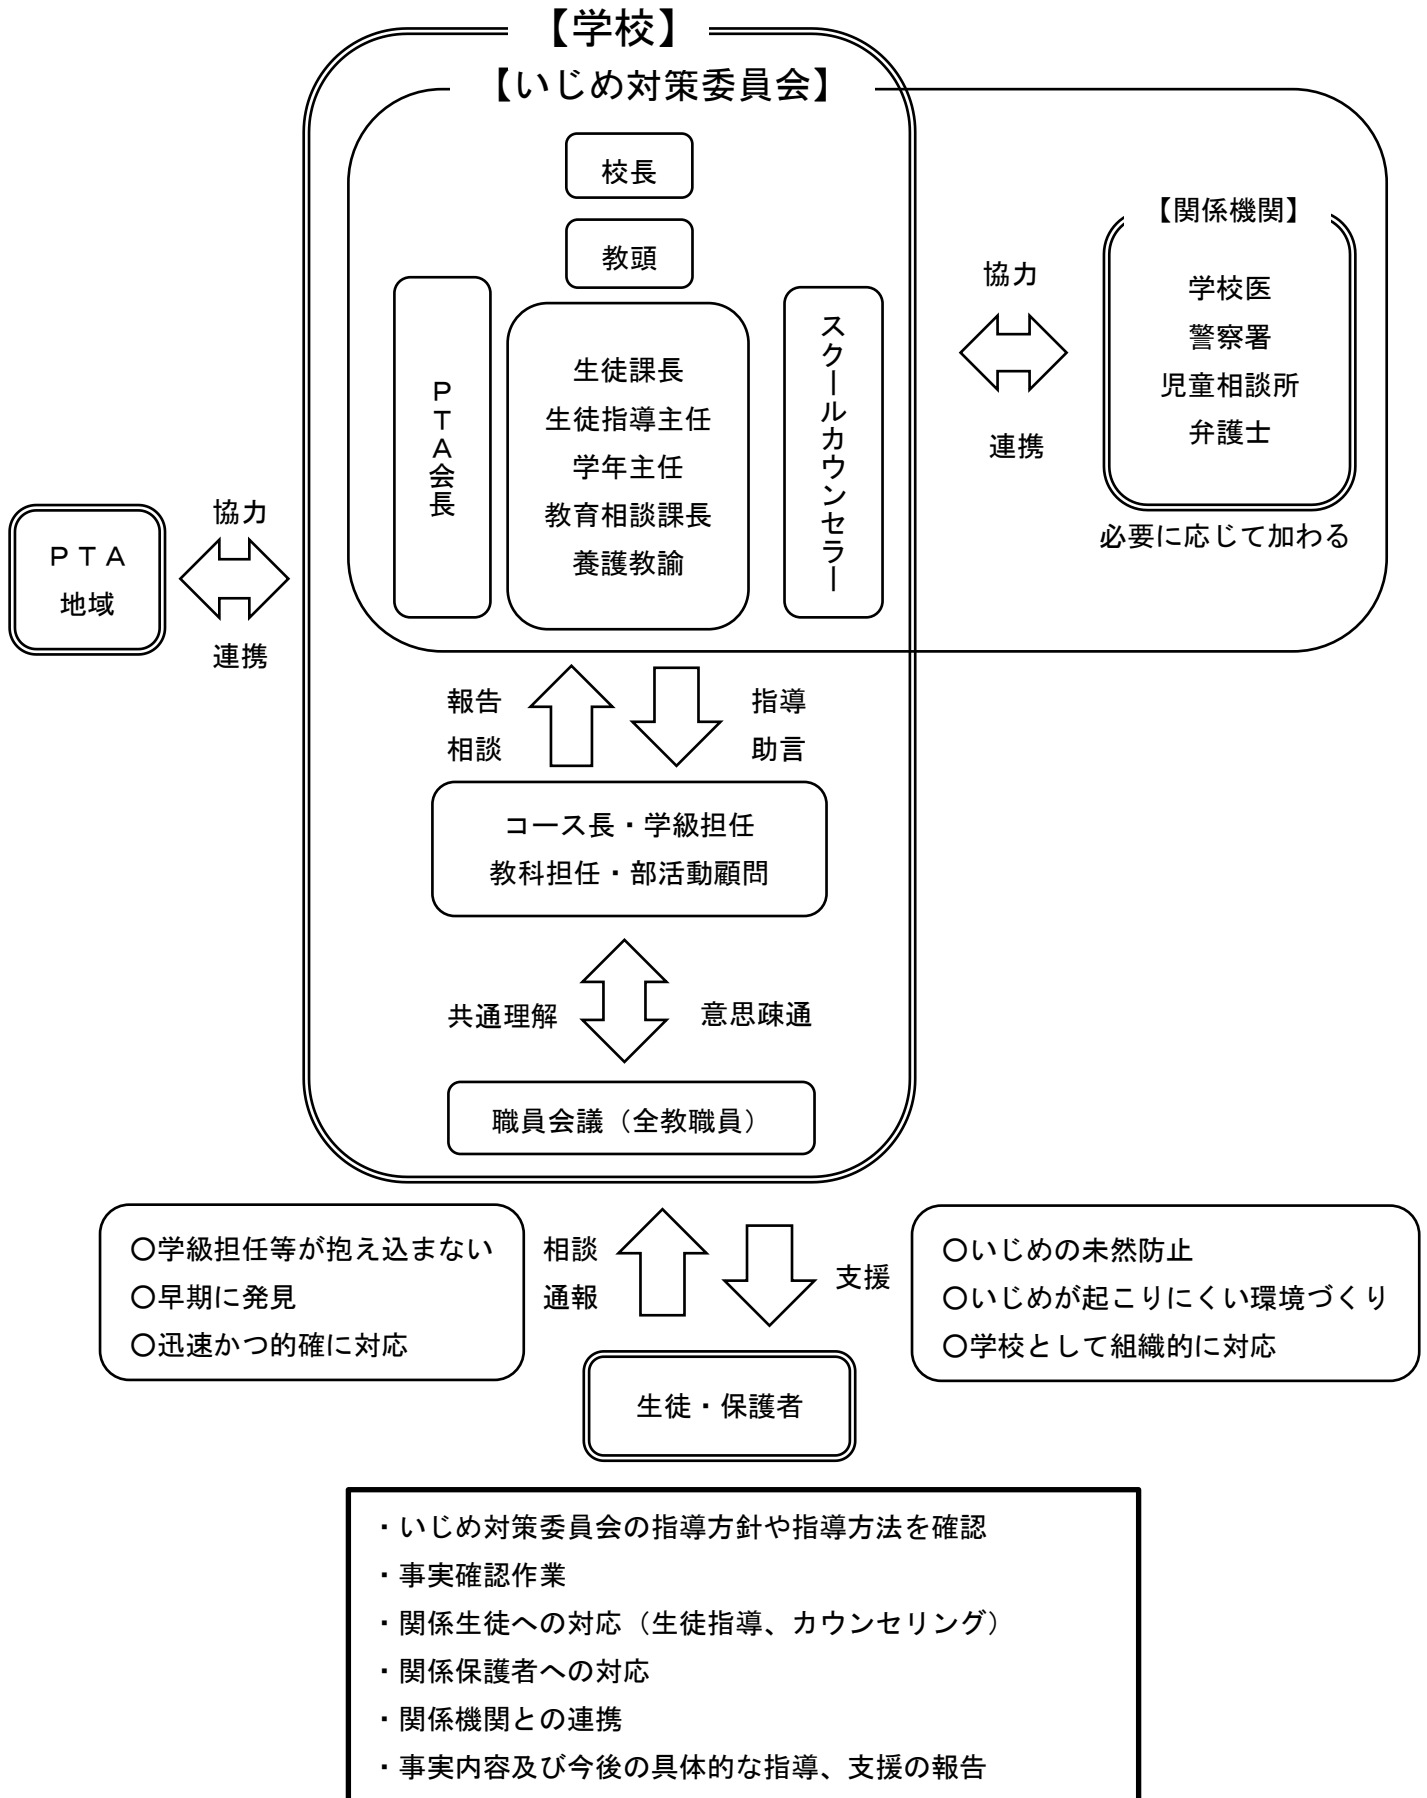 【学校】
【いじめ対策委員会】
校長
教頭
ＰＴＡ会長
生徒課長
生徒指導主任
学年主任
教育相談課長
養護教諭
スクールカウンセラー
協力
連携
【関係機関】
学校医
警察署
児童相談所
弁護士
必要に応じて加わる
ＰＴＡ
地域
協力
連携
報告
相談
指導
助言
コース長・学級担任
教科担任・部活動顧問
共通理解
意思疎通
職員会議（全教職員）
〇学級担任等が抱え込まない
〇早期に発見
〇迅速かつ的確に対応
相談
通報
支援
〇いじめの未然防止
〇いじめが起こりにくい環境づくり
〇学校として組織的に対応
生徒・保護者
・いじめ対策委員会の指導方針や指導方法を確認
・事実確認作業
・関係生徒への対応（生徒指導、カウンセリング）
・関係保護者への対応
・関係機関との連携
・事実内容及び今後の具体的な指導、支援の報告